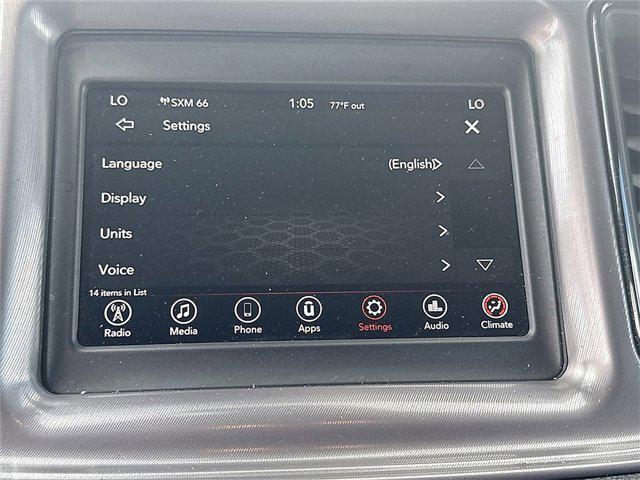 LO SXM 66 1:05 77°F out LO
Settings
Language (English)
Display
Units
Voice
14 items in List
Radio Media Phone Apps Settings Audio Climate